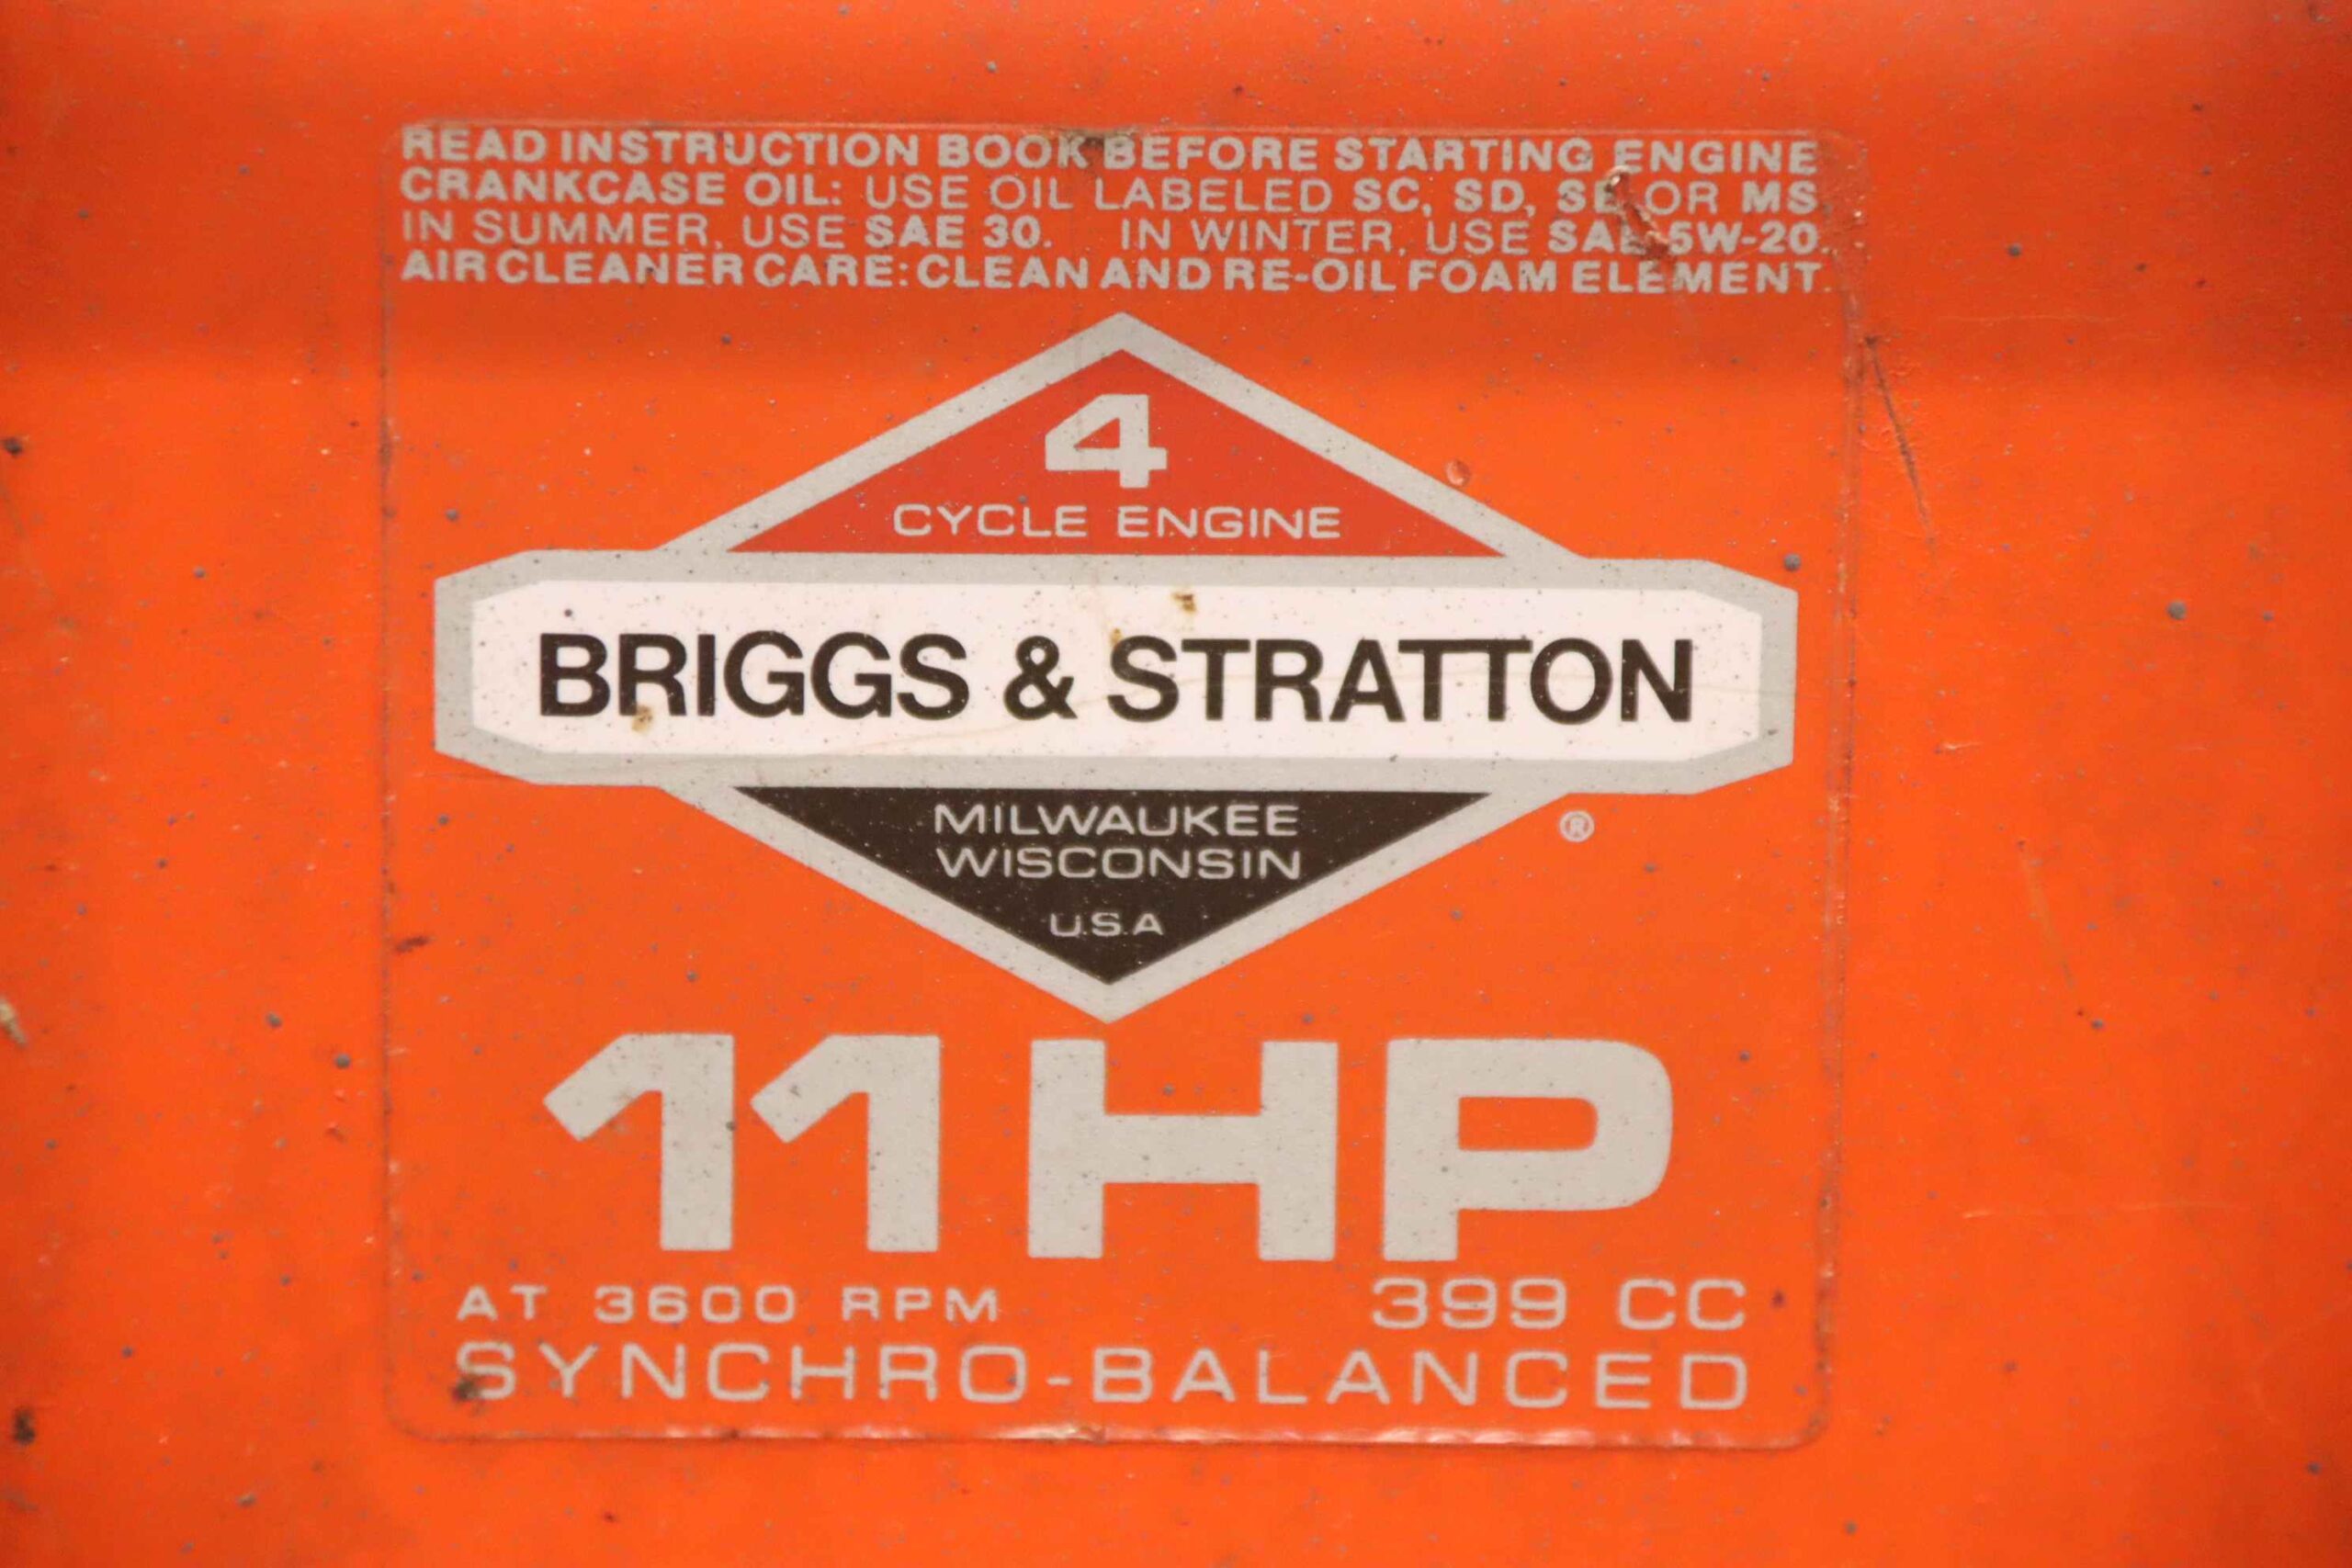 READ INSTRUCTION BOOK BEFORE STARTING ENGINE
CRANKCASE OIL: USE OIL LABELED SC, SD, SE OR MS
IN SUMMER, USE SAE 30. IN WINTER, USE SAE 5W-20.
AIR CLEANER CARE: CLEAN AND RE-OIL FOAM ELEMENT.
4
CYCLE ENGINE
BRIGGS & STRATTON
MILWAUKEE
WISCONSIN
U.S.A
®
11HP
AT 3600 RPM 399 CC
SYNCHRO-BALANCED